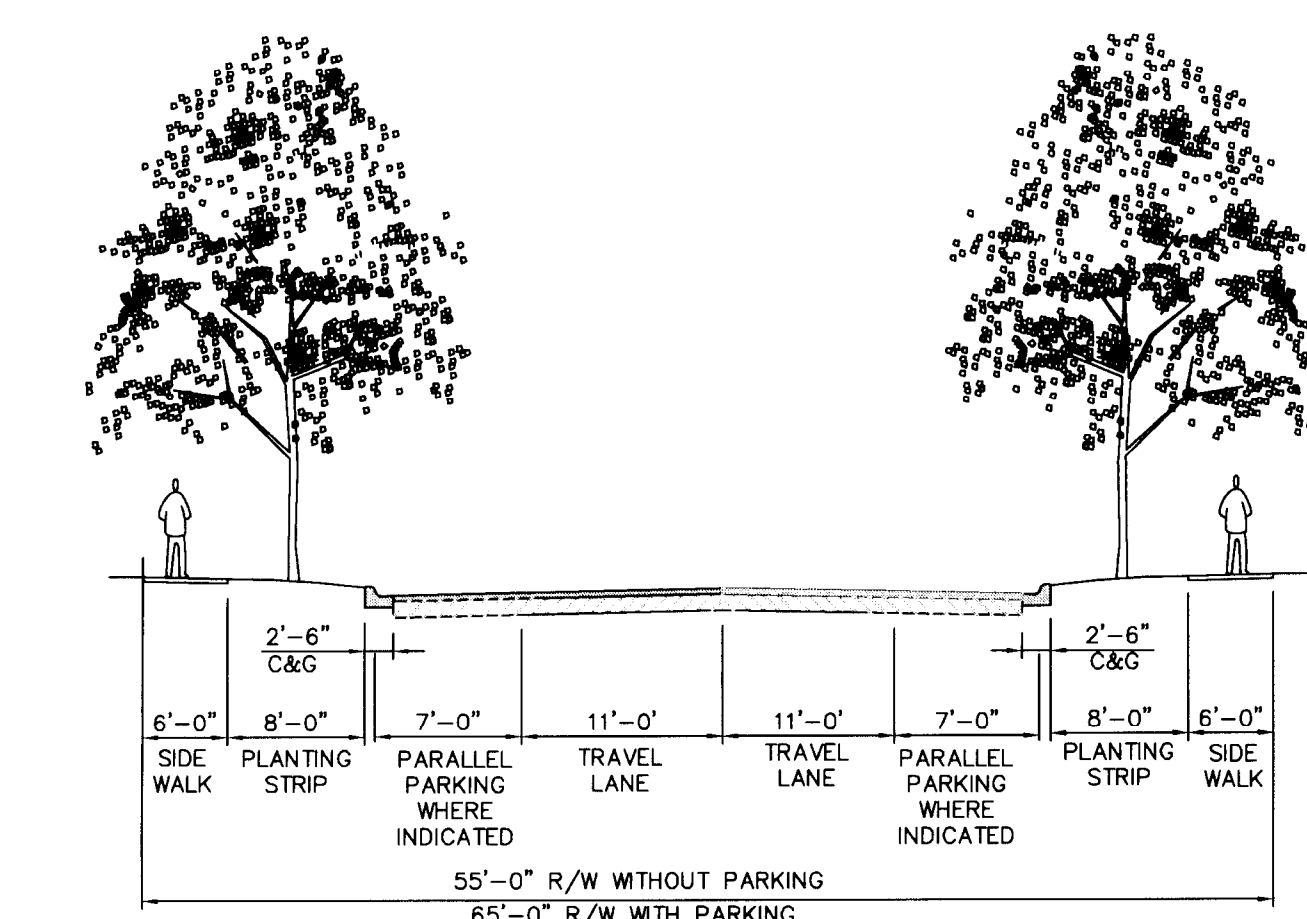 2'-6" 2'-6"
C&G C&G
6'-0" 8'-0" 7'-0" 11'-0' 11'-0' 7'-0" 8'-0" 6'-0"
SIDE PLANTING PARALLEL TRAVEL TRAVEL PARALLEL PLANTING SIDE
WALK STRIP PARKING LANE LANE PARKING STRIP WALK
WHERE WHERE
INDICATED INDICATED
55'-0" R/W WITHOUT PARKING
65'-0" R/W WITH PARKING